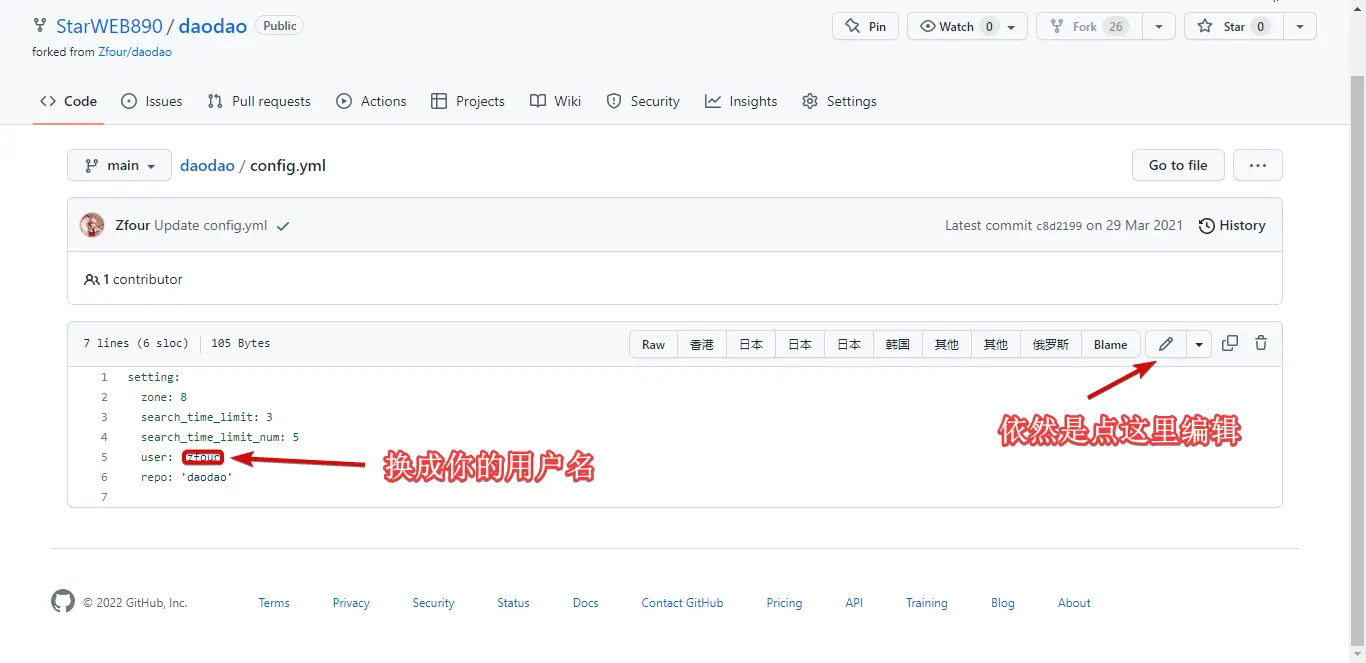 StarWEB890 / daodao Public
Pin Watch 0 Fork 26 Star 0
forked from Zfour/daodao
Code Issues Pull requests Actions Projects Wiki Security Insights Settings
main daodao / config.yml Go to file ...
Zfour Update config.yml Latest commit c8d2199 on 29 Mar 2021 History
1 contributor
7 lines (6 sloc) 105 Bytes Raw 香港 日本 日本 日本 韩国 其他 其他 俄罗斯 Blame
1 setting:
2 zone: 8
3 search_time_limit: 3
4 search_time_limit_num: 5
5 user: 'zfour'
6 repo: 'daodao'
7
依然是点这里编辑
换成你的用户名
© 2022 GitHub, Inc. Terms Privacy Security Status Docs Contact GitHub Pricing API Training Blog About